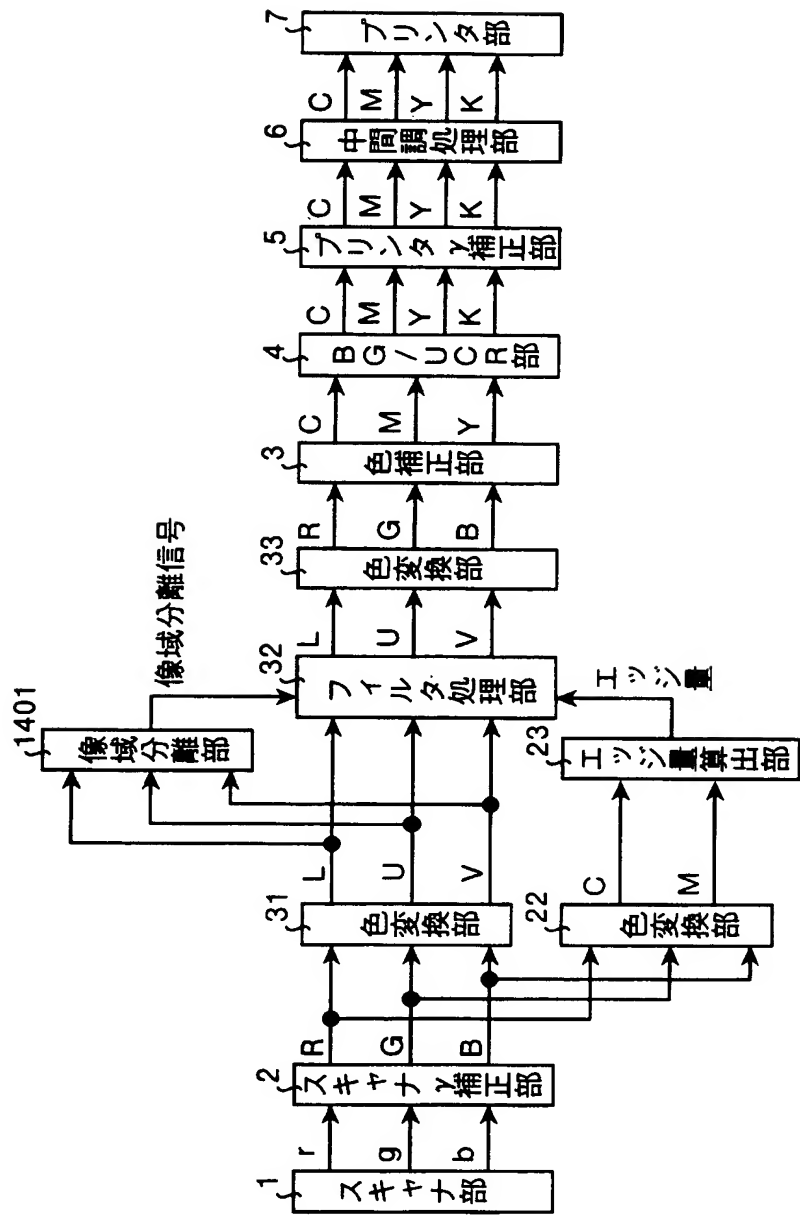 1
スキャナ部
r
g
b
2
スキャナγ補正部
R
G
B
31
色変換部
L
U
V
22
色変換部
C
M
23
エッジ量算出部
エッジ量
1401
像域分離部
像域分離信号
32
フィルタ処理部
L
U
V
33
色変換部
R
G
B
3
色補正部
C
M
Y
4
BG/UCR部
C
M
Y
K
5
プリンタγ補正部
C
M
Y
K
6
中間調処理部
C
M
Y
K
7
プリンタ部